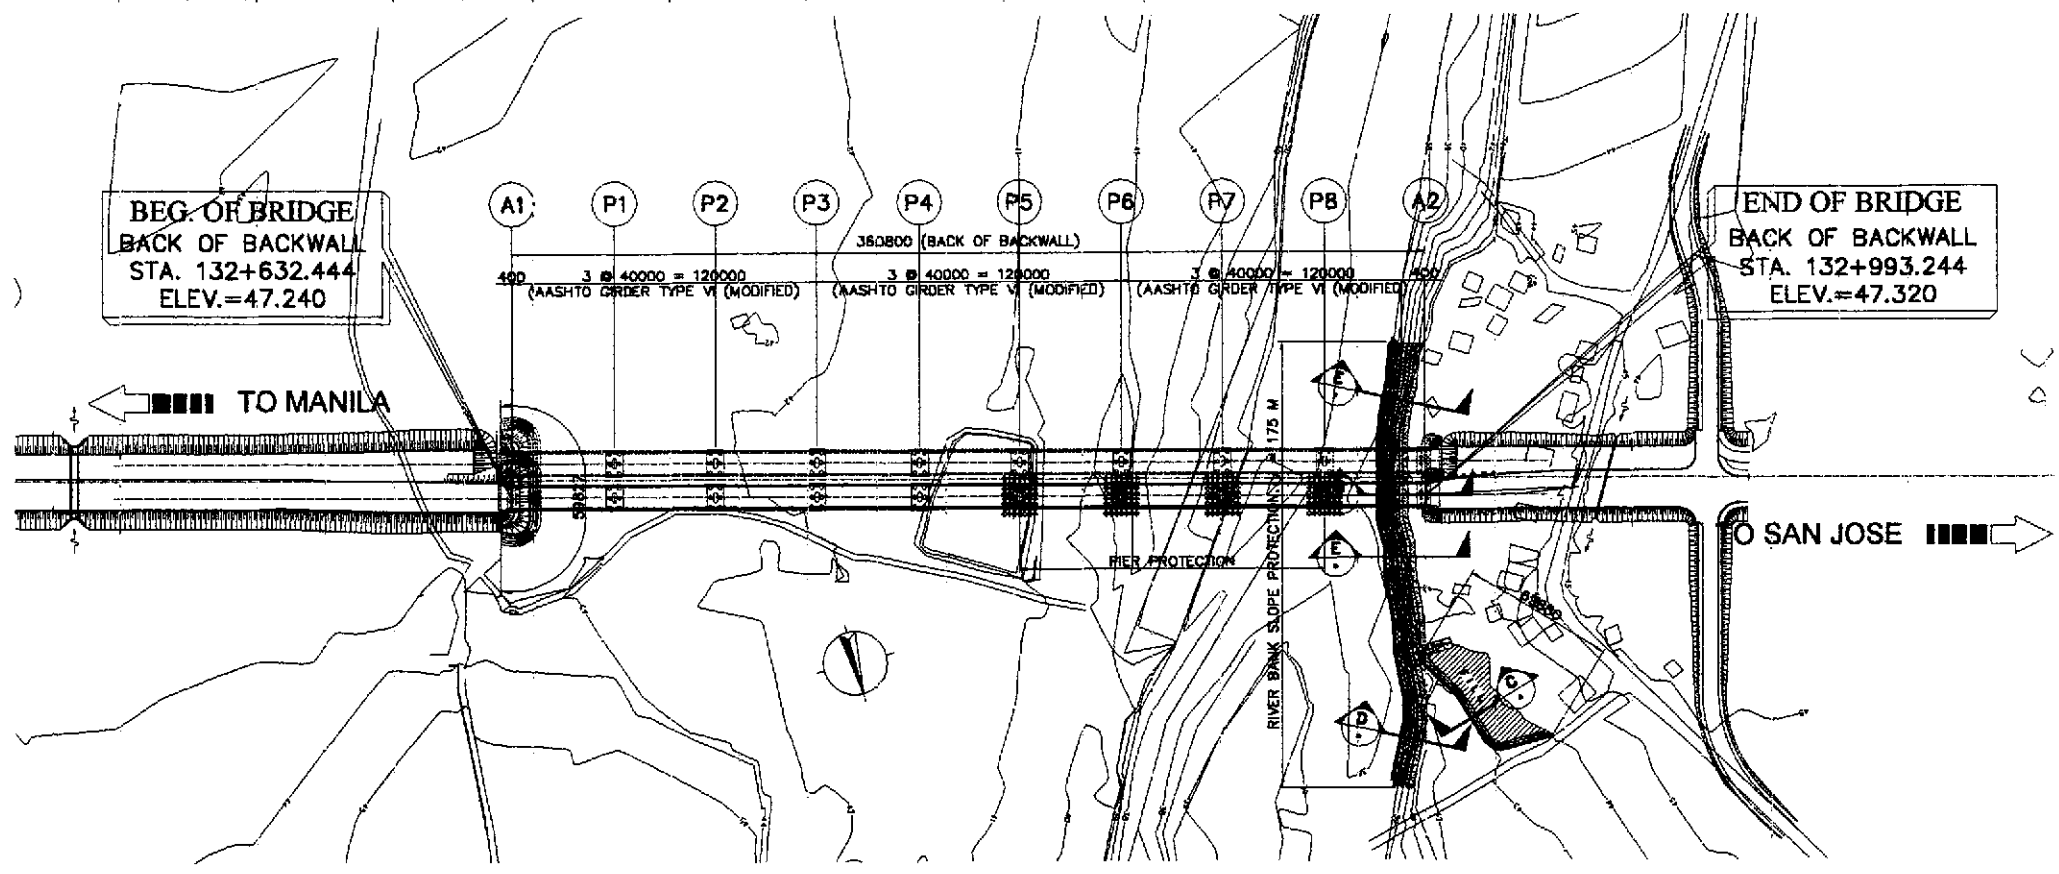 A1
P1
P2
P3
P4
P5
P6
P7
P8
A2
BEG. OF BRIDGE
BACK OF BACKWALL
STA. 132+632.444
ELEV.=47.240
END OF BRIDGE
BACK OF BACKWALL
STA. 132+993.244
ELEV.=47.320
360800 (BACK OF BACKWALL)
400
3 @ 40000 = 120000
(AASHTO GIRDER TYPE VI (MODIFIED)
3 @ 40000 = 120000
(AASHTO GIRDER TYPE VI (MODIFIED)
3 @ 40000 = 120000
(AASHTO GIRDER TYPE VI (MODIFIED)
400
TO MANILA
O SAN JOSE
59827
PIER PROTECTION
RIVER BANK SLOPE PROTECTION
175 M
E
E
D
C